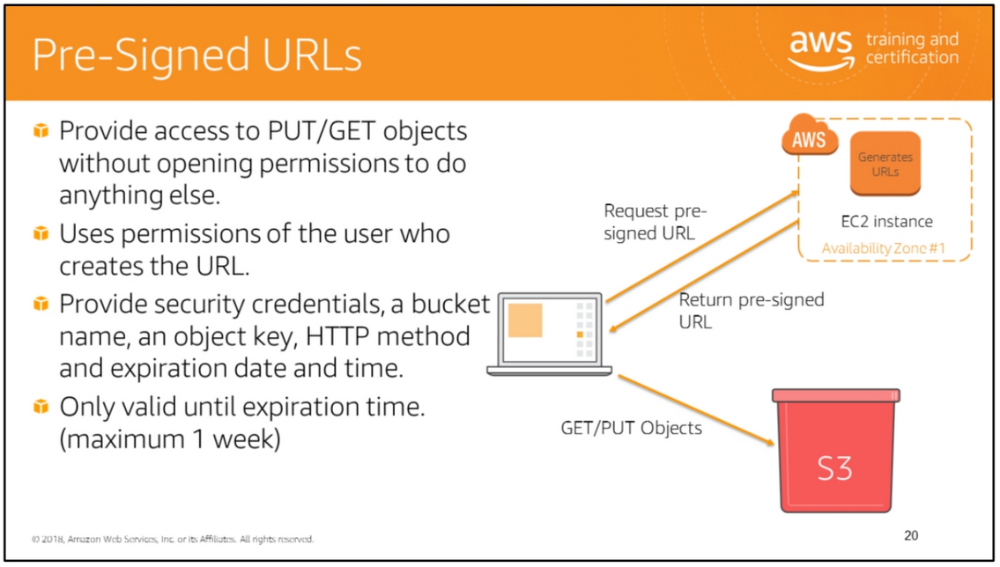 Pre-Signed URLs
aws training and
certification
Provide access to PUT/GET objects
without opening permissions to do
anything else.
Uses permissions of the user who
creates the URL.
Provide security credentials, a bucket
name, an object key, HTTP method
and expiration date and time.
Only valid until expiration time.
(maximum 1 week)
AWS
Generates
URLs
EC2 instance
Availability Zone #1
Request pre-
signed URL
Return pre-signed
URL
GET/PUT Objects
S3
© 2018, Amazon Web Services, Inc. or its Affiliates. All rights reserved.
20